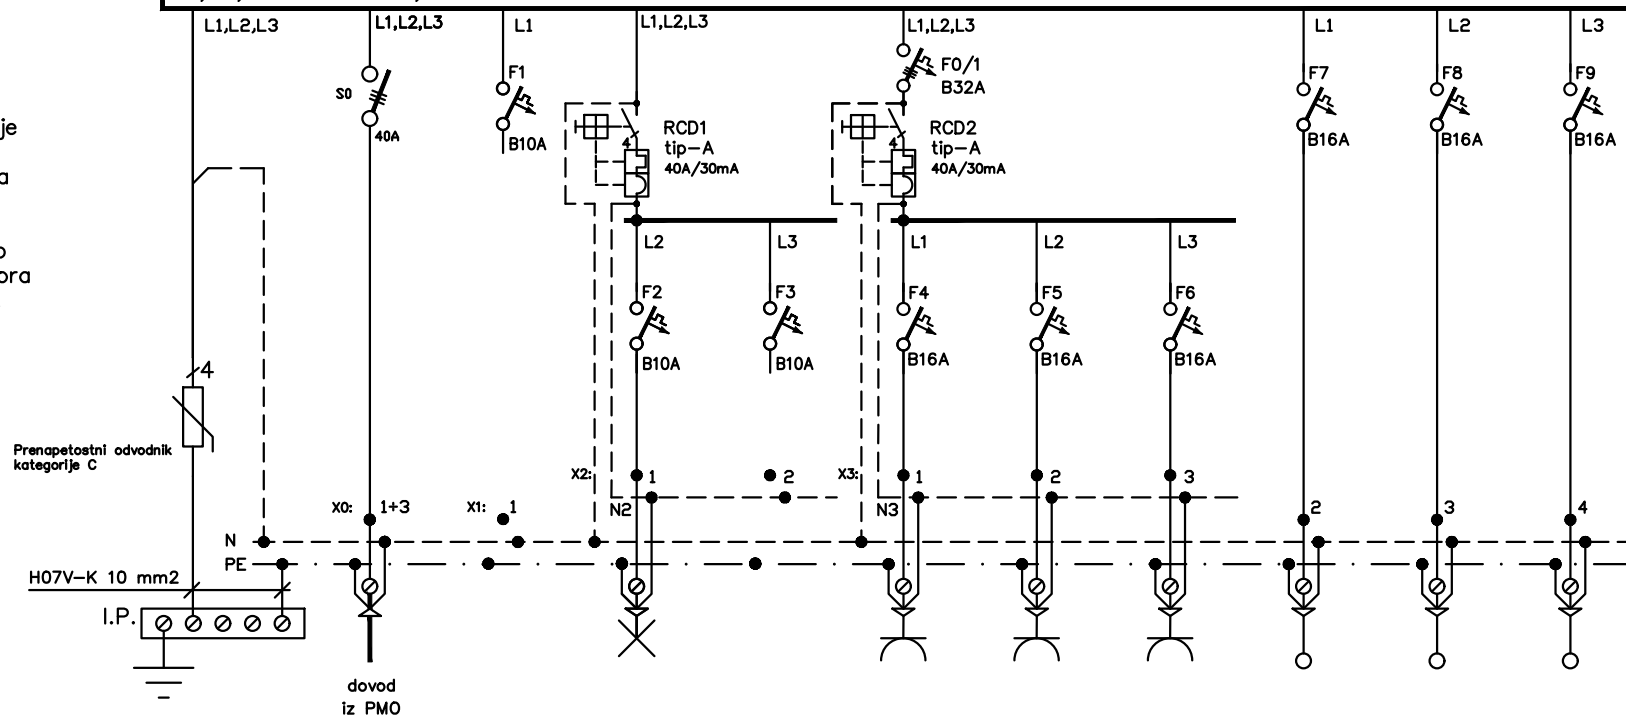 L1,L2,L3
L1,L2,L3
L1
L1,L2,L3
L1,L2,L3
L1
L2
L3
S0
40A
F1
B10A
F0/1
B32A
F7
B16A
F8
B16A
F9
B16A
je
a
o
ora
4
RCD1
tip-A
40A/30mA
4
RCD2
tip-A
40A/30mA
L2
L3
L1
L2
L3
F2
B10A
F3
B10A
F4
B16A
F5
B16A
F6
B16A
4
Prenapetostni odvodnik
kategorije C
X0:
1+3
X1:
1
X2:
1
2
N2
X3:
1
2
3
N3
2
3
4
N
PE
H07V-K 10 mm2
I.P.
dovod
iz PMO